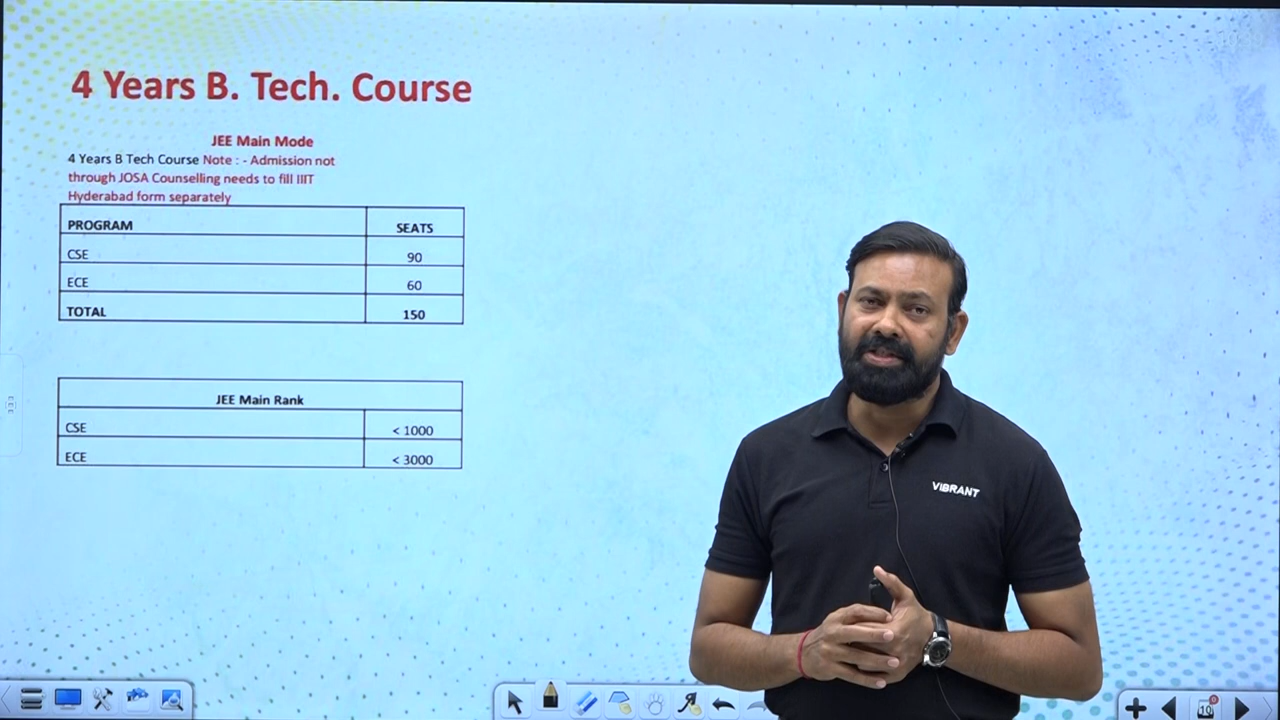 4 Years B. Tech. Course
JEE Main Mode
4 Years B Tech Course Note : - Admission not
through JOSA Counselling needs to fill IIIT
Hyderabad form separately
PROGRAM SEATS
CSE 90
ECE 60
TOTAL 150
JEE Main Rank
CSE < 1000
ECE < 3000
VIBRANT
10